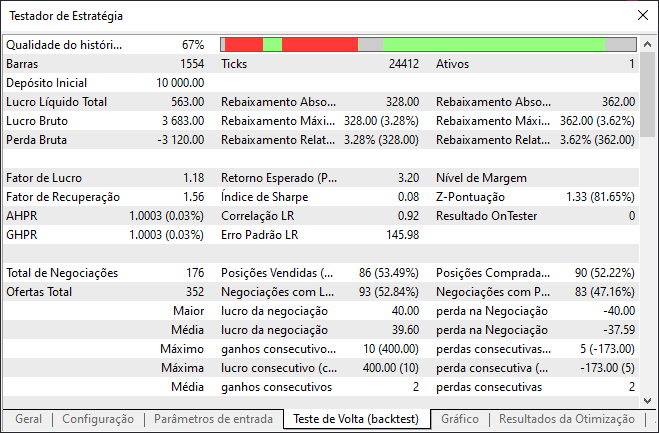 Testador de Estratégia
Qualidade do históri... 67%
Barras 1554 Ticks 24412 Ativos 1
Depósito Inicial 10 000.00
Lucro Líquido Total 563.00 Rebaixamento Abso... 328.00 Rebaixamento Abso... 362.00
Lucro Bruto 3 683.00 Rebaixamento Máxi... 328.00 (3.28%) Rebaixamento Máxi... 362.00 (3.62%)
Perda Bruta -3 120.00 Rebaixamento Relat... 3.28% (328.00) Rebaixamento Relat... 3.62% (362.00)
Fator de Lucro 1.18 Retorno Esperado (P... 3.20 Nível de Margem
Fator de Recuperação 1.56 Índice de Sharpe 0.08 Z-Pontuação 1.33 (81.65%)
AHPR 1.0003 (0.03%) Correlação LR 0.92 Resultado OnTester 0
GHPR 1.0003 (0.03%) Erro Padrão LR 145.98
Total de Negociações 176 Posições Vendidas (... 86 (53.49%) Posições Comprada... 90 (52.22%)
Ofertas Total 352 Negociações com L... 93 (52.84%) Negociações com P... 83 (47.16%)
Maior lucro da negociação 40.00 perda na Negociação -40.00
Média lucro da negociação 39.60 perda na Negociação -37.59
Máximo ganhos consecutivo... 10 (400.00) perdas consecutivas... 5 (-173.00)
Máxima lucro consecutivo (c... 400.00 (10) perda consecutiva (... -173.00 (5)
Média ganhos consecutivos 2 perdas consecutivas 2
Geral Configuração Parâmetros de entrada Teste de Volta (backtest) Gráfico Resultados da Otimização